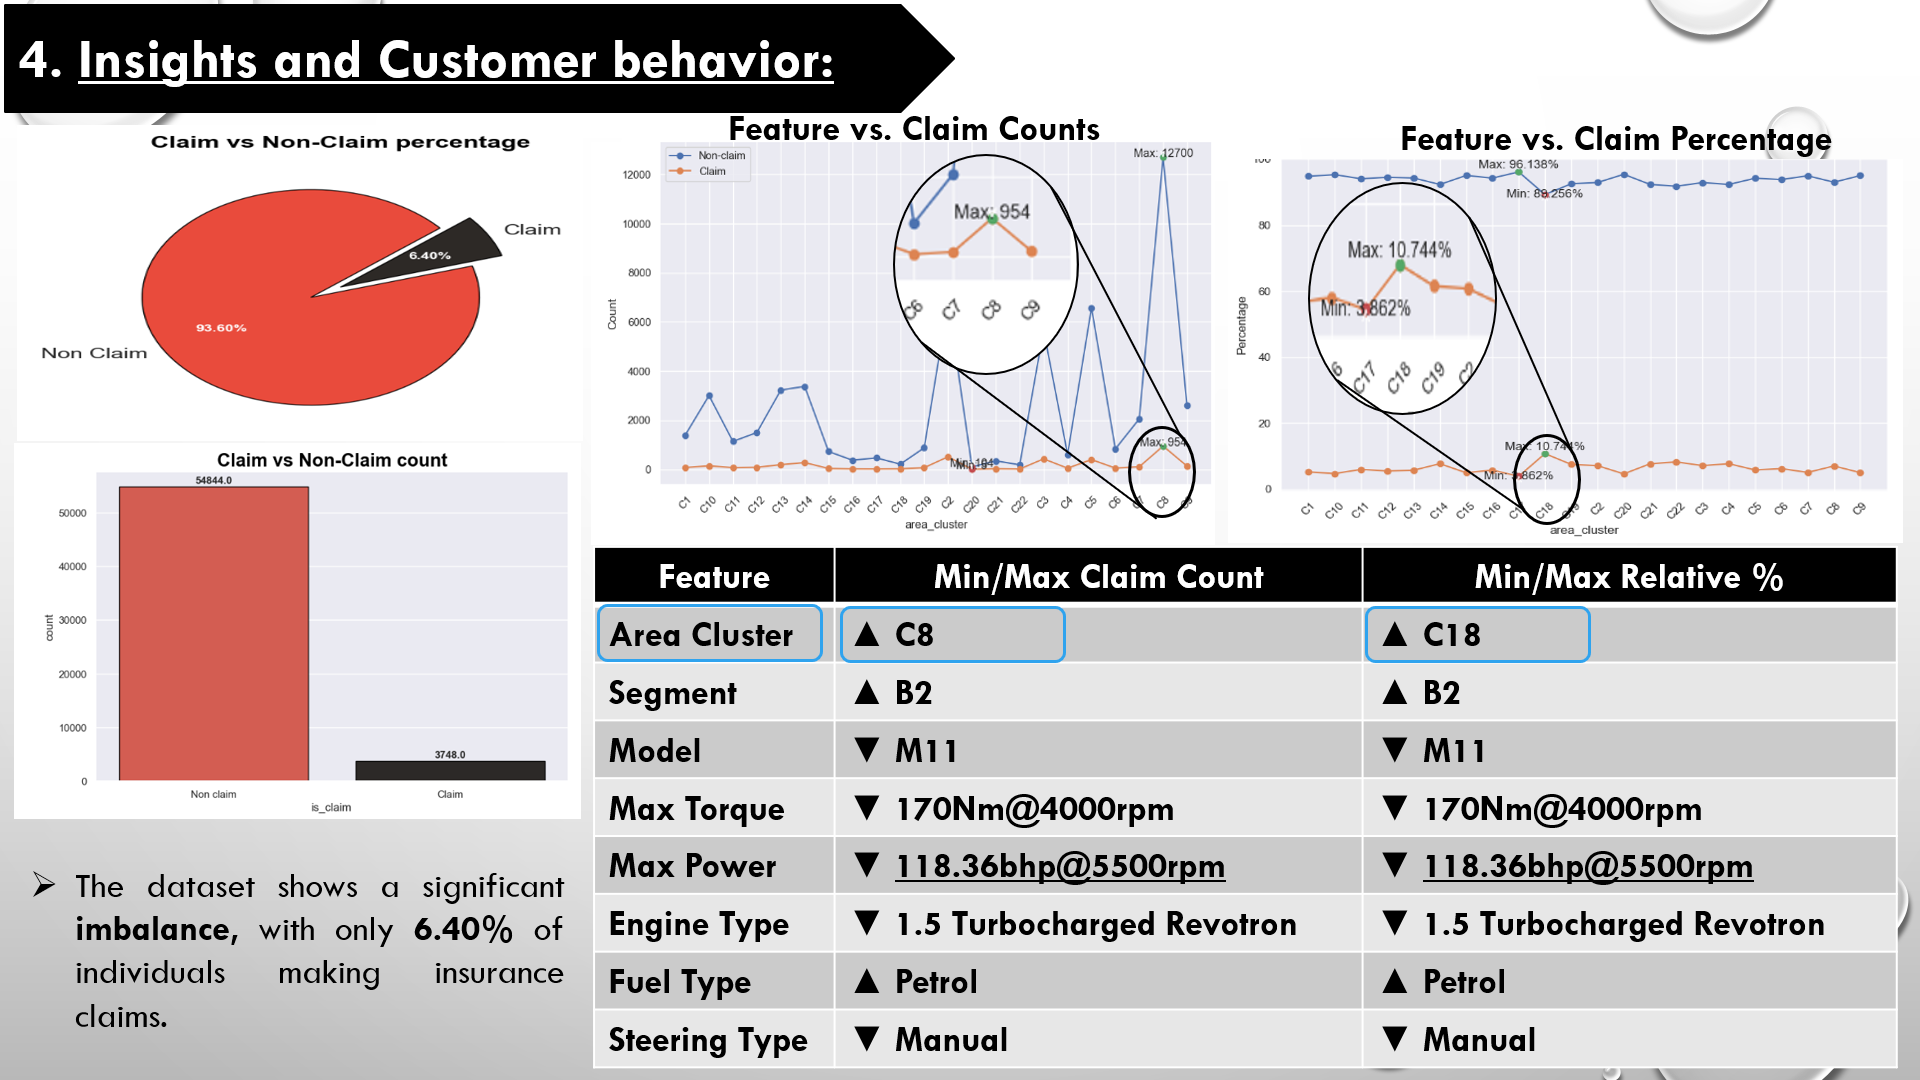 4. Insights and Customer behavior:
Claim vs Non-Claim percentage
Claim
6.40%
93.60%
Non Claim
Claim vs Non-Claim count
54844.0
50000
40000
30000
20000
10000
0
count
3748.0
Non claim
Claim
is_claim
The dataset shows a significant
imbalance, with only 6.40% of
individuals making insurance
claims.
Feature vs. Claim Counts
Non-claim
Claim
Max: 12700
12000
10000
8000
6000
4000
2000
0
Count
Max: 954
C6 C7 C8 C9
Max: 954
C1 C10 C11 C12 C13 C14 C15 C16 C17 C18 C19 C2 C20 C21 C22 C3 C4 C5 C6 C8
area_cluster
Feature vs. Claim Percentage
Max: 96.138%
Min: 89.256%
80
60
40
20
0
Percentage
Max: 10.744%
Min: 3.862%
6 C17 C18 C19 C2
Max: 10.744%
Min: 3.862%
C1 C10 C11 C12 C13 C14 C15 C16 C18 C19 C2 C20 C21 C22 C3 C4 C5 C6 C7 C8 C9
area_cluster
Feature Min/Max Claim Count Min/Max Relative %
Area Cluster ▲ C8 ▲ C18
Segment ▲ B2 ▲ B2
Model ▼ M11 ▼ M11
Max Torque ▼ 170Nm@4000rpm ▼ 170Nm@4000rpm
Max Power ▼ 118.36bhp@5500rpm ▼ 118.36bhp@5500rpm
Engine Type ▼ 1.5 Turbocharged Revotron ▼ 1.5 Turbocharged Revotron
Fuel Type ▲ Petrol ▲ Petrol
Steering Type ▼ Manual ▼ Manual